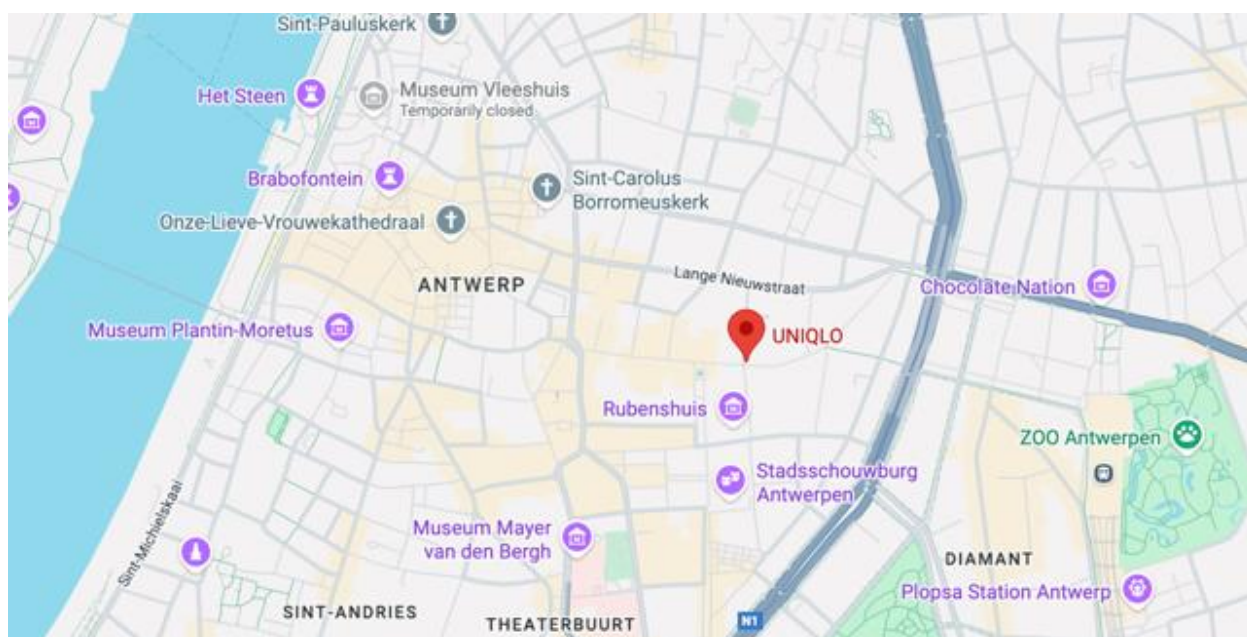 Sint-Pauluskerk
Het Steen
Museum Vleeshuis
Temporarily closed
Brabofontein
Sint-Carolus
Borromeuskerk
Onze-Lieve-Vrouwekathedraal
ANTWERP
Lange Nieuwstraat
Chocolate Nation
Museum Plantin-Moretus
UNIQLO
Rubenshuis
ZOO Antwerpen
Stadsschouwburg
Antwerpen
Sint-Michielskaai
Museum Mayer
van den Bergh
DIAMANT
Plopsa Station Antwerp
SINT-ANDRIES
THEATERBUURT
N1